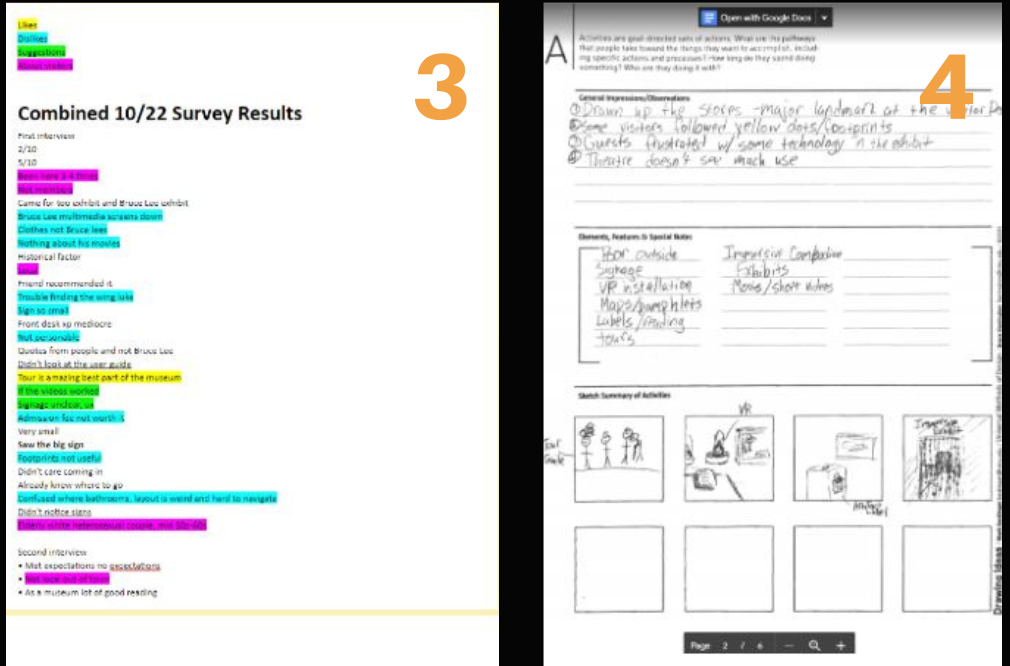 Likes
Dislikes
Suggestions
About visitors
3
Combined 10/22 Survey Results
First interview
2/10
5/10
Been here 3-4 times
Not members
Came for teo exhibit and Bruce Lee exhibit
Bruce Lee multimedia screens down
Clothes not Bruce lees
Nothing about his movies
Historical factor
Local
Friend recommended it
Trouble finding the wing luke
Sign so small
Front desk xp mediocre
Not personable
Quotes from people and not Bruce Lee
Didn't look at the user guide
Tour is amazing best part of the museum
If the videos worked
Signage unclear, ux
Admission fee not worth it
Very small
Saw the big sign
Footprints not useful
Didn't care coming in
Already knew where to go
Confused where bathrooms, layout is weird and hard to navigate
Didn't notice signs
Elderly white heterosexual couple, mid 50s-60s
Second interview
• Met expectations no expectations
• Not local out of town
• As a museum lot of good reading
Open with Google Docs
4
A
Activities are goal-directed sets of actions. What are the pathways
that people take toward the things they want to accomplish, includ-
ing specific actions and processes? How long do they spend doing
something? Who are they doing it with?
General Impressions/Observations
① Drawn up the stores - major landmark at the visitor
② Some visitors followed yellow dots/footprints
③ Guests frustrated w/ some technology in the exhibit
④ Theatre doesn't see much use
Elements, Features & Special Notes
Poor outside
Signage
VR installation
Maps/pamphlets
Labels/reading
tours
Immersive
Exhibits
Movies/short videos
Sketch Summary of Activities
VR
Tour
Guide
Immersive
Drawing Ideas
Page 2 / 6